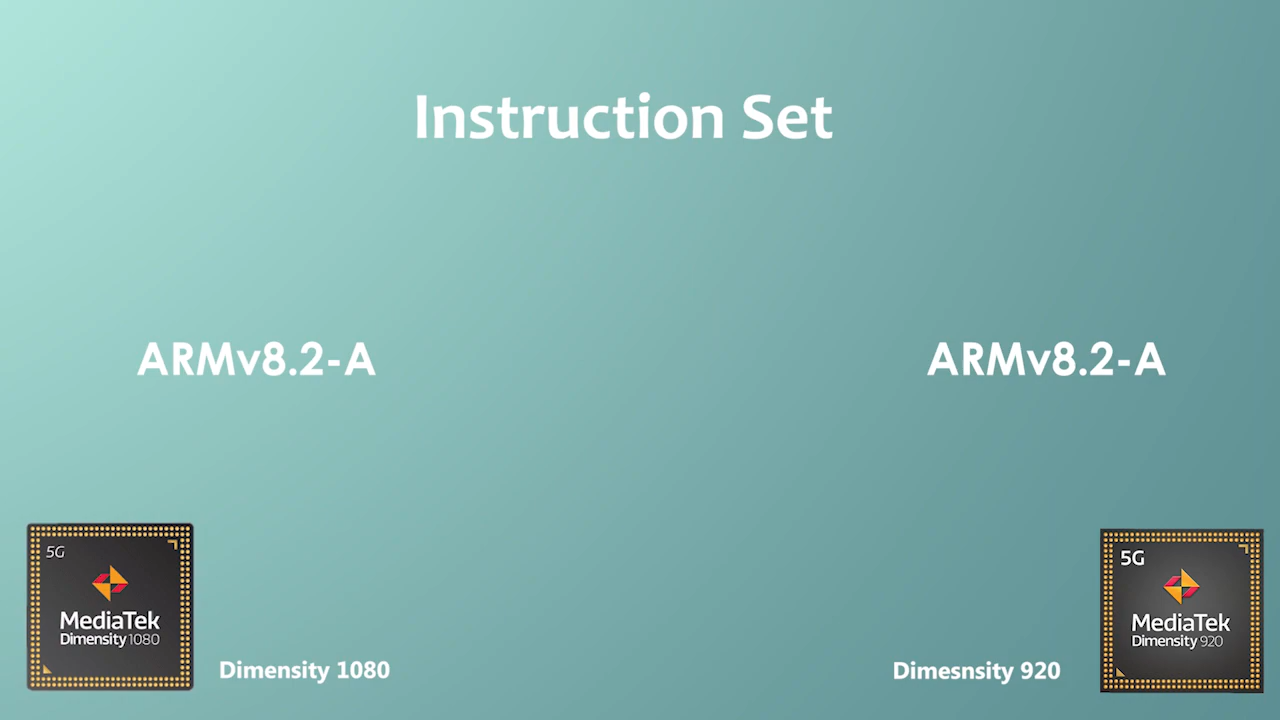 Instruction Set
ARMv8.2-A
ARMv8.2-A
5G
MediaTek
Dimensity 1080
Dimensity 1080
Dimesnsity 920
5G
MediaTek
Dimensity 920